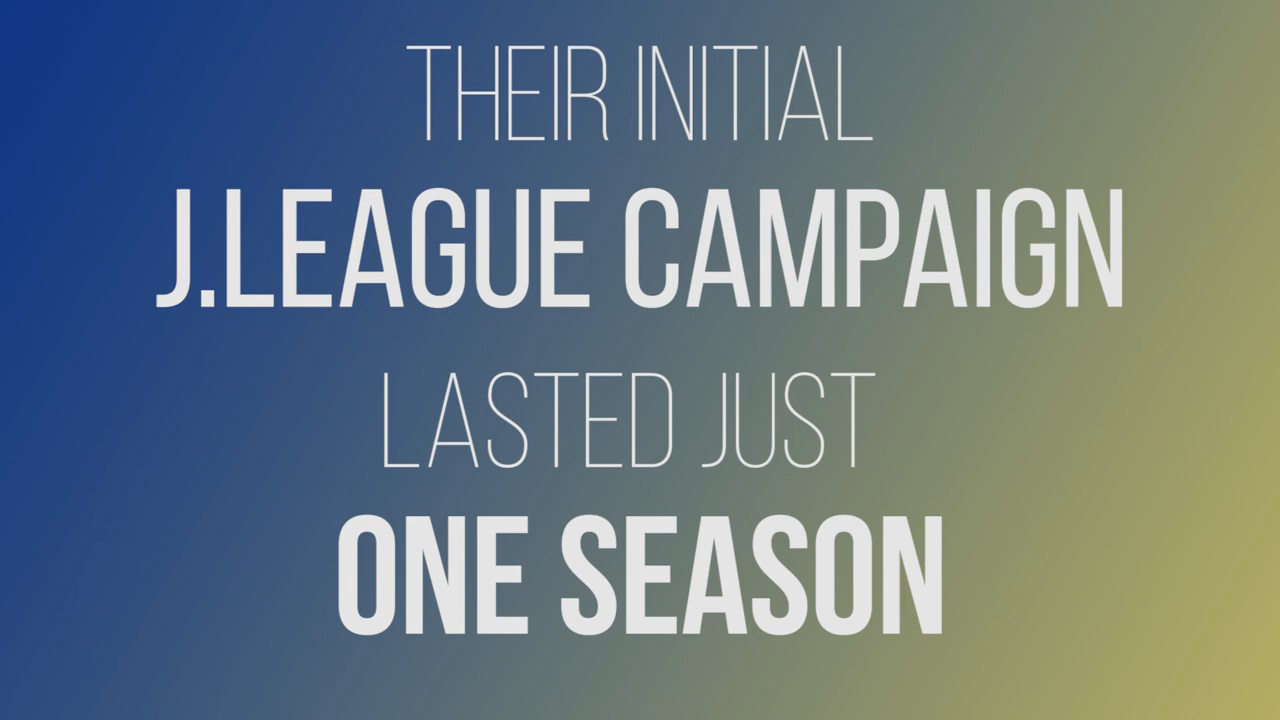 THEIR INITIAL
J.LEAGUE CAMPAIGN
LASTED JUST
ONE SEASON